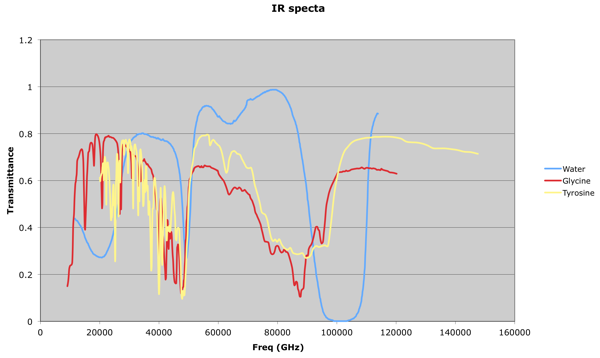 IR specta
1.2
1
0.8
0.6
0.4
0.2
0
Transmittance
0 20000 40000 60000 80000 100000 120000 140000 160000
Freq (GHz)
Water
Glycine
Tyrosine